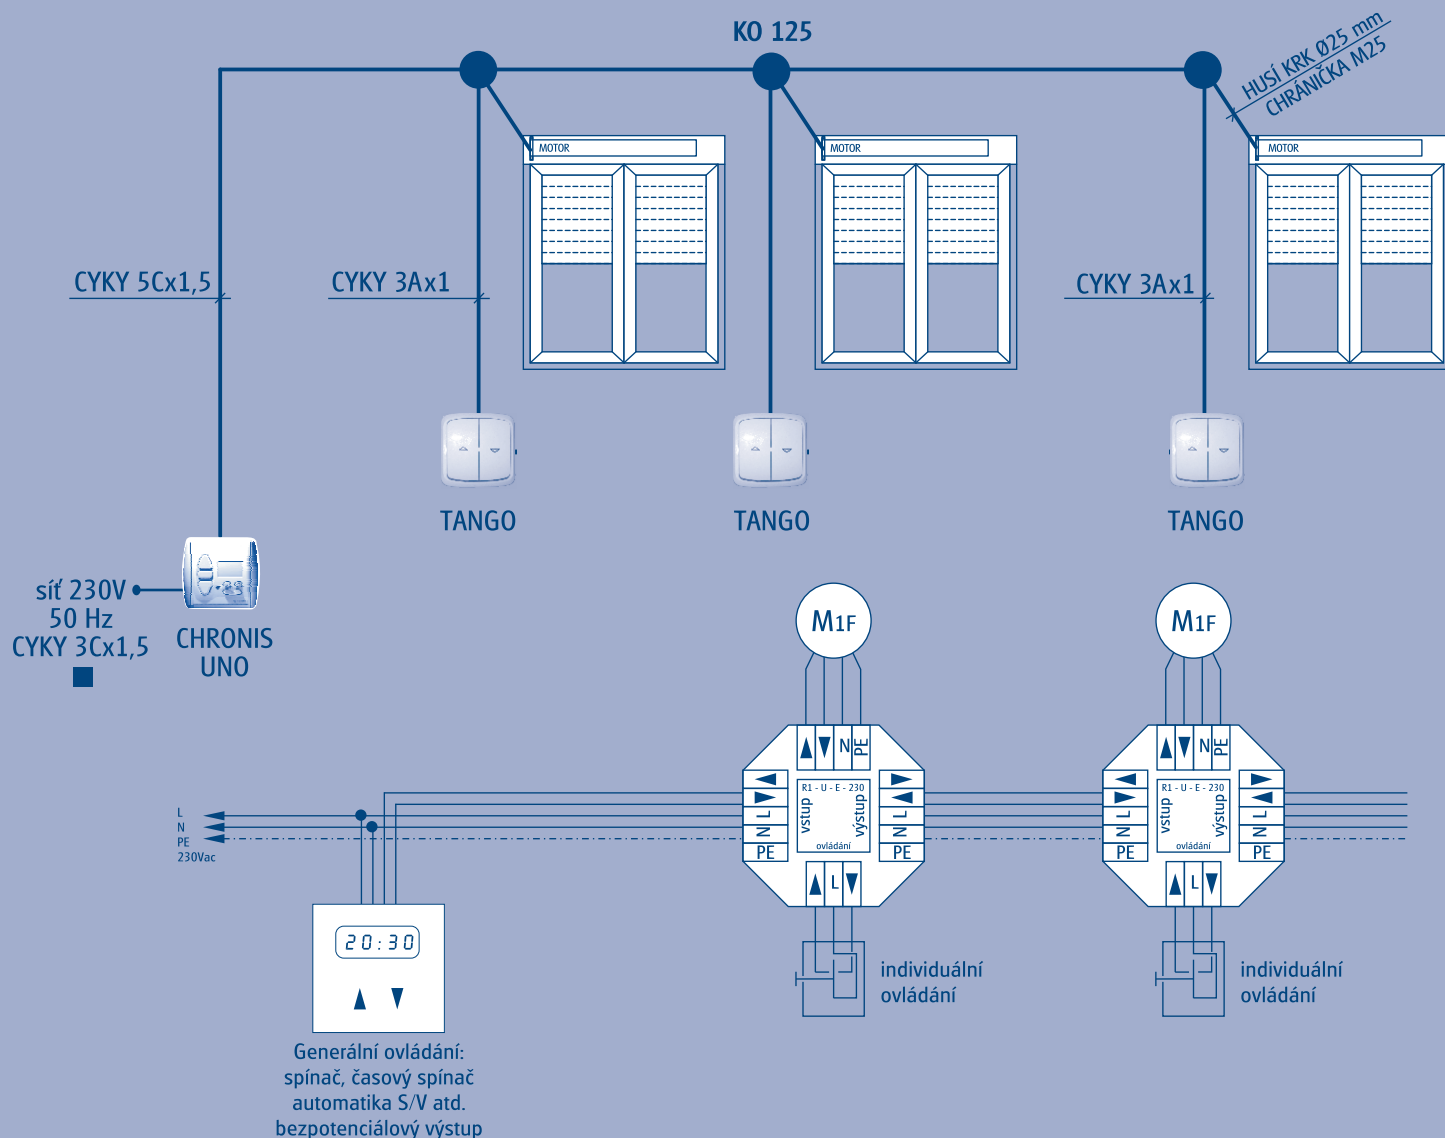 KO 125
HUSÍ KRK Ø25 mm
CHRÁNIČKA M25
MOTOR
MOTOR
MOTOR
CYKY 5Cx1,5
CYKY 3Ax1
CYKY 3Ax1
TANGO
TANGO
TANGO
síť 230V
50 Hz
CYKY 3Cx1,5
CHRONIS
UNO
M1F
M1F
N
PE
N
PE
R1 - U - E - 230
R1 - U - E - 230
vstup
výstup
vstup
výstup
L
L
L
L
N
N
N
N
PE
PE
PE
PE
ovládání
ovládání
L
L
L
N
PE
230Vac
20:30
individuální
ovládání
individuální
ovládání
Generální ovládání:
spínač, časový spínač
automatika S/V atd.
bezpotenciálový výstup